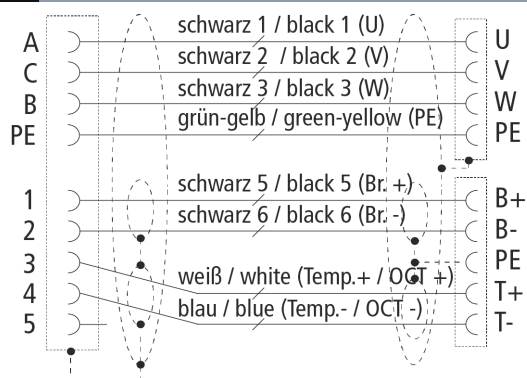 A schwarz 1 / black 1 (U) U
C schwarz 2 / black 2 (V) V
B schwarz 3 / black 3 (W) W
PE grün-gelb / green-yellow (PE) PE
1 schwarz 5 / black 5 (Br. +) B+
2 schwarz 6 / black 6 (Br. -) B-
3 PE
4 weiß / white (Temp.+ / OCT +) T+
5 blau / blue (Temp.- / OCT -) T-